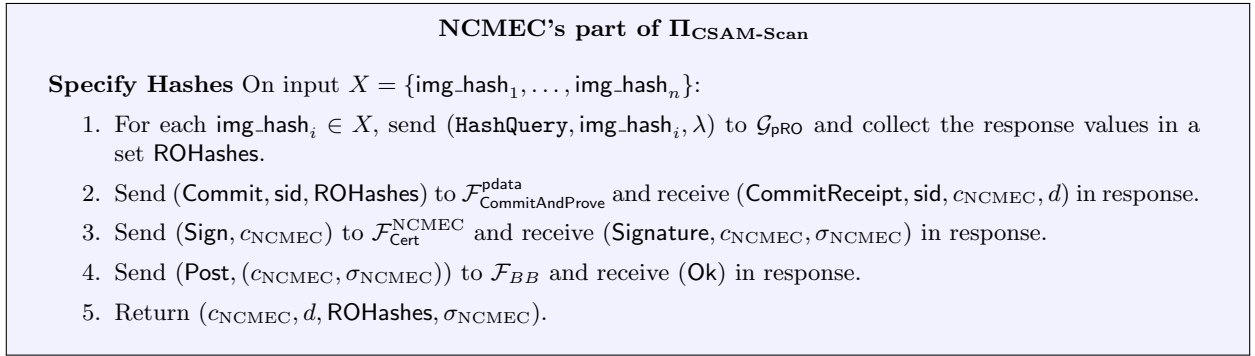 NCMEC's part of Π_CSAM-Scan
Specify Hashes On input X = {img_hash_1, . . . , img_hash_n}:
1. For each img_hash_i ∈ X, send (HashQuery, img_hash_i, λ) to G_pRO and collect the response values in a
set ROHashes.
2. Send (Commit, sid, ROHashes) to F^pdata_CommitAndProve and receive (CommitReceipt, sid, c_NCMEC, d) in response.
3. Send (Sign, c_NCMEC) to F^NCMEC_Cert and receive (Signature, c_NCMEC, σ_NCMEC) in response.
4. Send (Post, (c_NCMEC, σ_NCMEC)) to F_BB and receive (Ok) in response.
5. Return (c_NCMEC, d, ROHashes, σ_NCMEC).